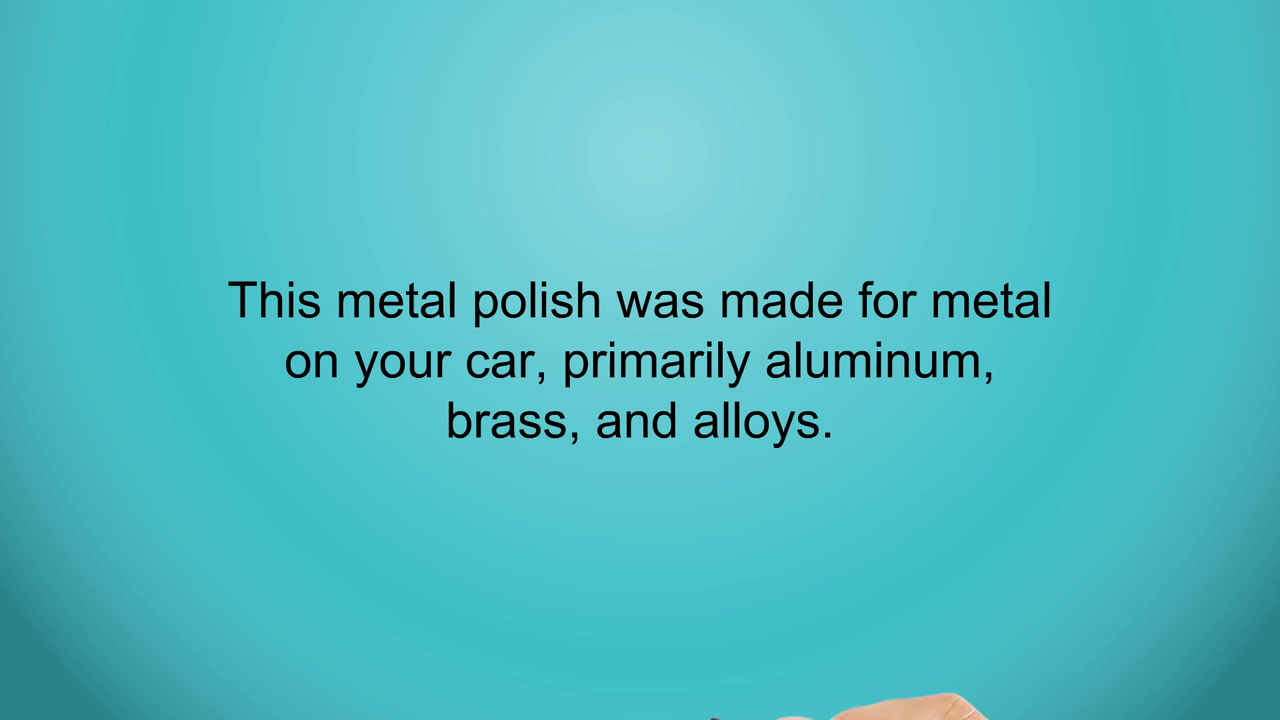 This metal polish was made for metal
on your car, primarily aluminum,
brass, and alloys.